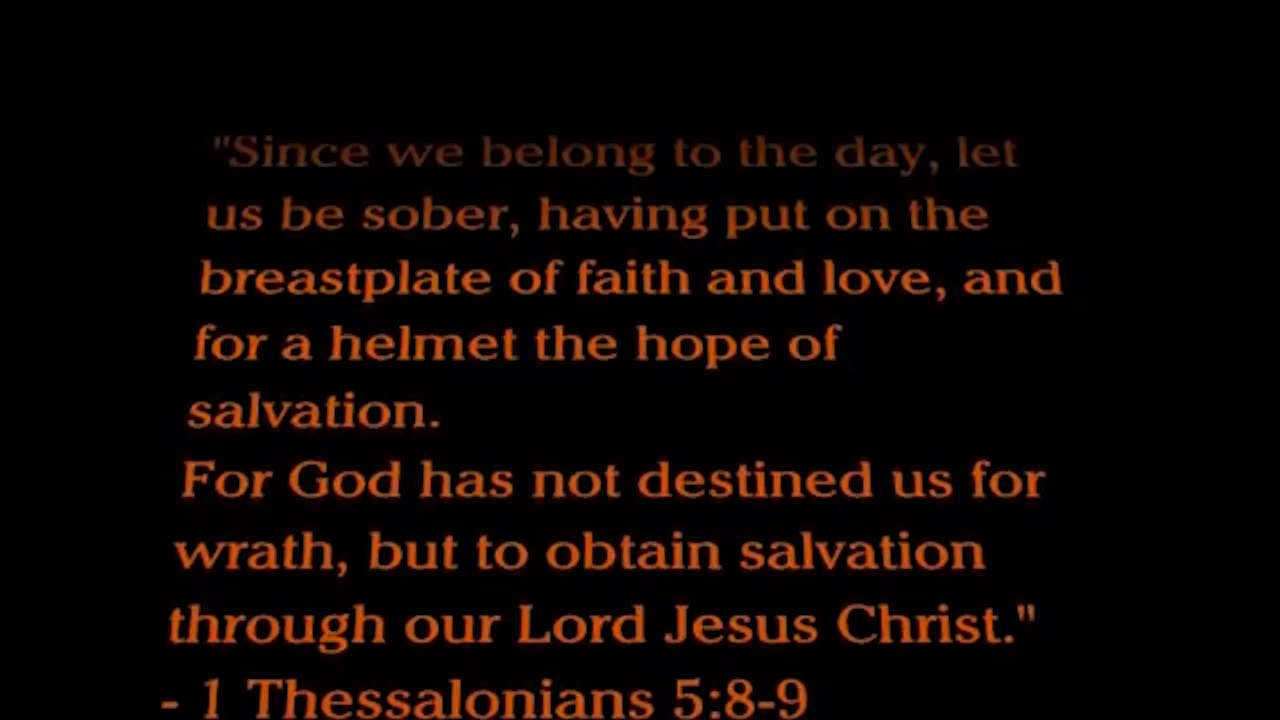 "Since we belong to the day, let
us be sober, having put on the
breastplate of faith and love, and
for a helmet the hope of
salvation.
For God has not destined us for
wrath, but to obtain salvation
through our Lord Jesus Christ."
- 1 Thessalonians 5:8-9